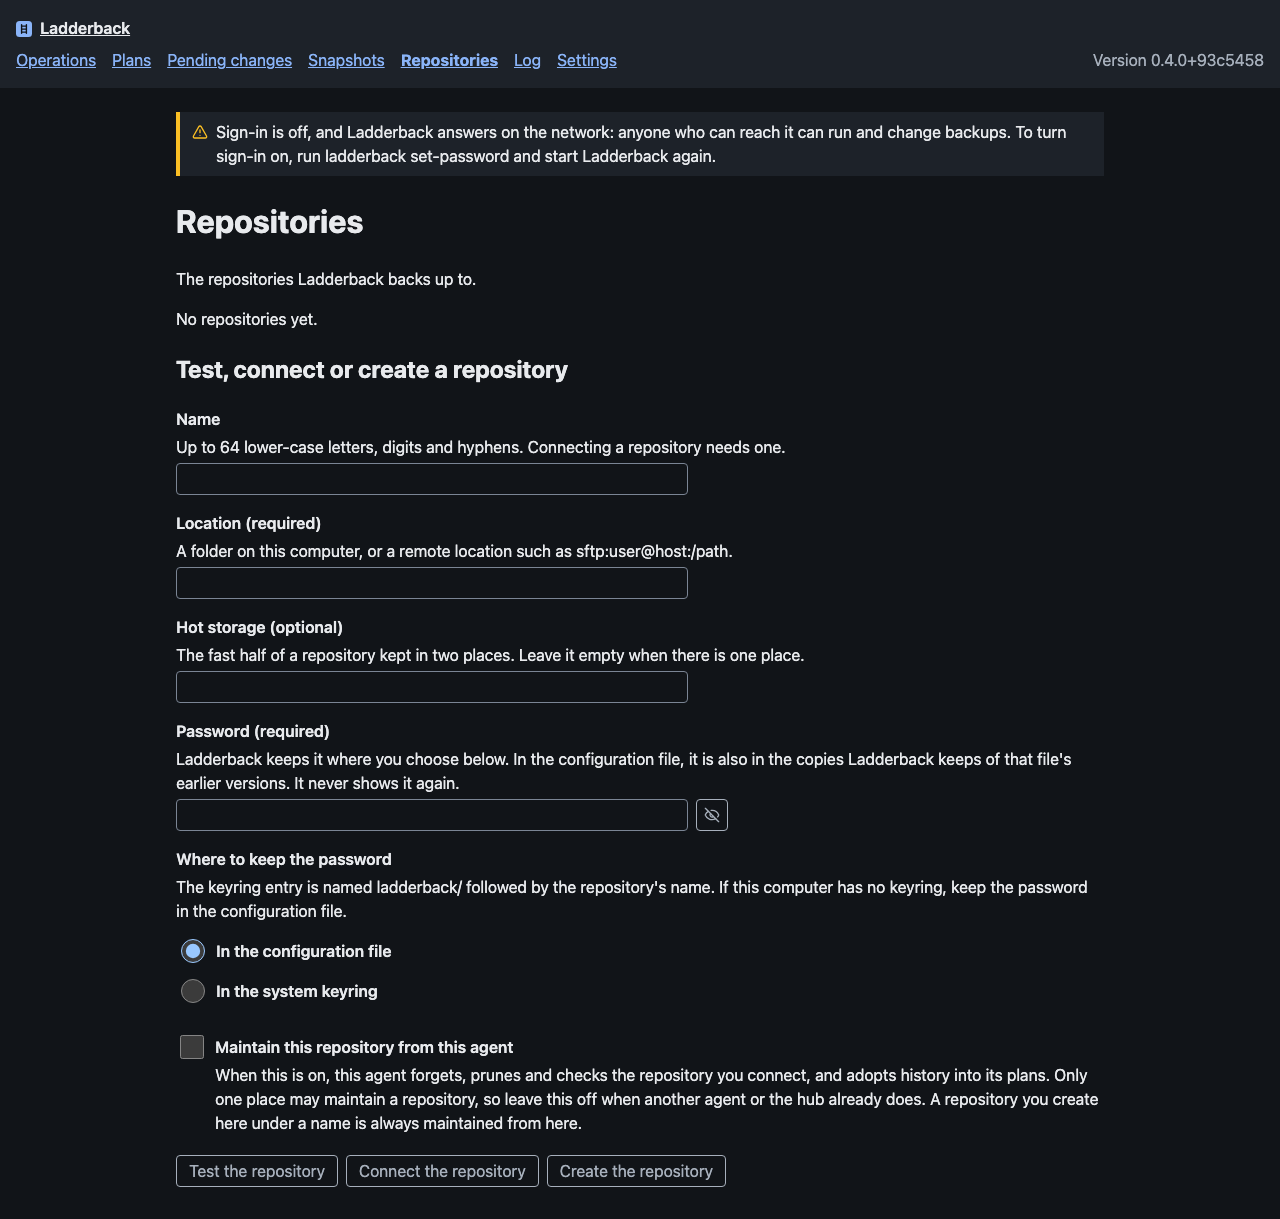 Ladderback
Operations Plans Pending changes Snapshots Repositories Log Settings Version 0.4.0+93c5458
Sign-in is off, and Ladderback answers on the network: anyone who can reach it can run and change backups. To turn
sign-in on, run ladderback set-password and start Ladderback again.
Repositories
The repositories Ladderback backs up to.
No repositories yet.
Test, connect or create a repository
Name
Up to 64 lower-case letters, digits and hyphens. Connecting a repository needs one.
Location (required)
A folder on this computer, or a remote location such as sftp:user@host:/path.
Hot storage (optional)
The fast half of a repository kept in two places. Leave it empty when there is one place.
Password (required)
Ladderback keeps it where you choose below. In the configuration file, it is also in the copies Ladderback keeps of that file's
earlier versions. It never shows it again.
Where to keep the password
The keyring entry is named ladderback/ followed by the repository's name. If this computer has no keyring, keep the password
in the configuration file.
In the configuration file
In the system keyring
Maintain this repository from this agent
When this is on, this agent forgets, prunes and checks the repository you connect, and adopts history into its plans. Only
one place may maintain a repository, so leave this off when another agent or the hub already does. A repository you create
here under a name is always maintained from here.
Test the repository Connect the repository Create the repository